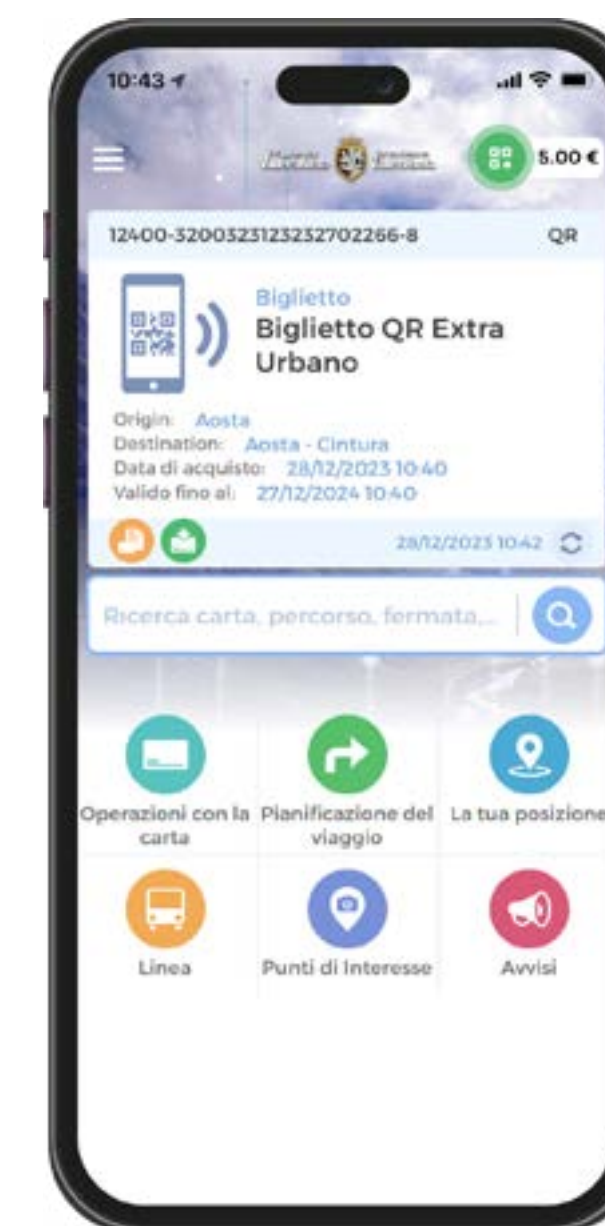 10:43
5.00 €
12400-32003231232232702266-8 QR
Biglietto
Biglietto QR Extra
Urbano
Origin: Aosta
Destination: Aosta - Cintura
Data di acquisto: 28/12/2023 10:40
Valido fino al: 27/12/2024 10:40
28/12/2023 10:42
Ricerca carta, percorso, fermata,...
Operazioni con la
carta
Pianificazione del
viaggio
La tua posizione
Linea
Punti di Interesse
Avvisi